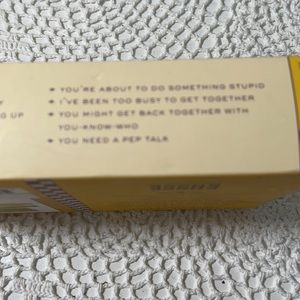 • YOU'RE ABOUT TO DO SOMETHING STUPID
Y • I'VE BEEN TOO BUSY TO GET TOGETHER
G UP • YOU MIGHT GET BACK TOGETHER WITH
YOU-KNOW-WHO
• YOU NEED A PEP TALK